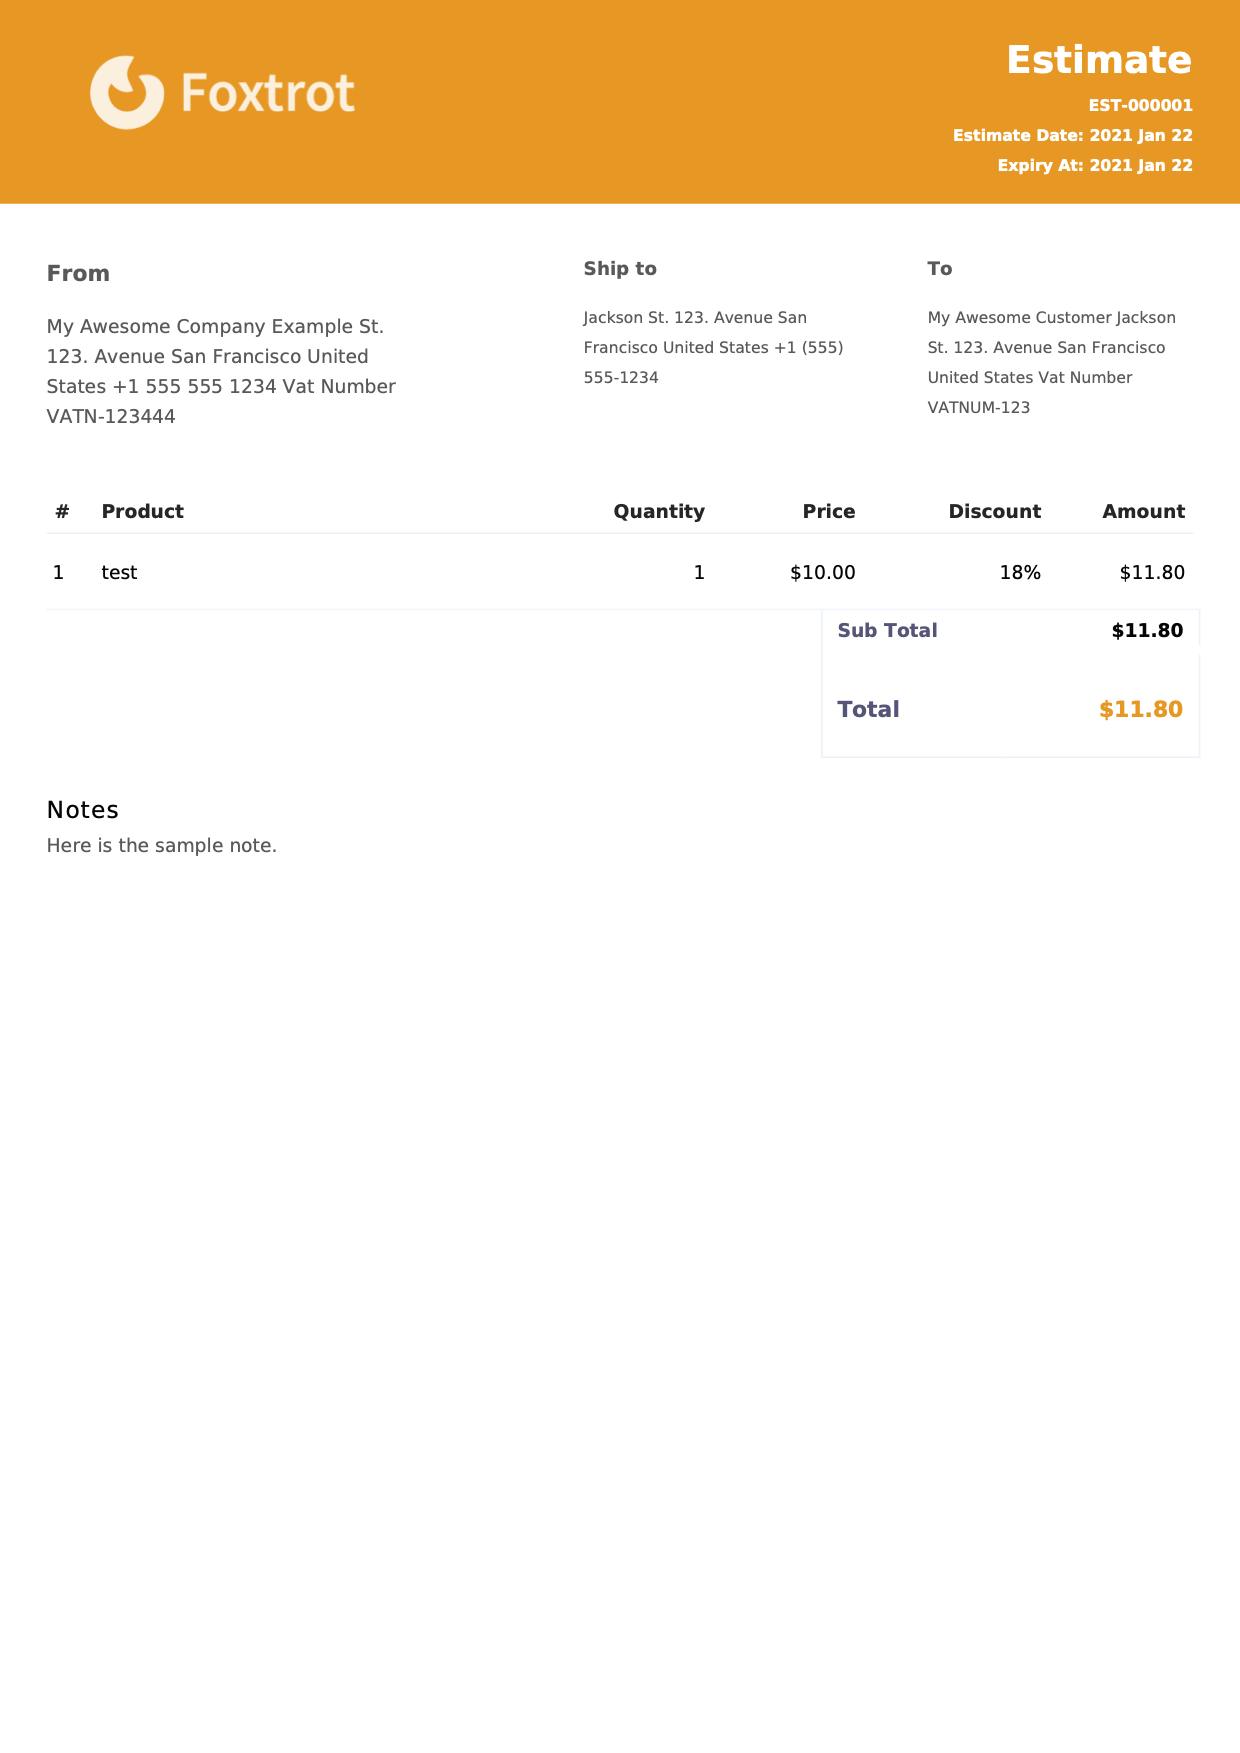 Foxtrot
Estimate
EST-000001
Estimate Date: 2021 Jan 22
Expiry At: 2021 Jan 22
From
My Awesome Company Example St.
123. Avenue San Francisco United
States +1 555 555 1234 Vat Number
VATN-123444
Ship to
Jackson St. 123. Avenue San
Francisco United States +1 (555)
555-1234
To
My Awesome Customer Jackson
St. 123. Avenue San Francisco
United States Vat Number
VATNUM-123
# Product Quantity Price Discount Amount
1 test 1 $10.00 18% $11.80
Sub Total $11.80
Total $11.80
Notes
Here is the sample note.